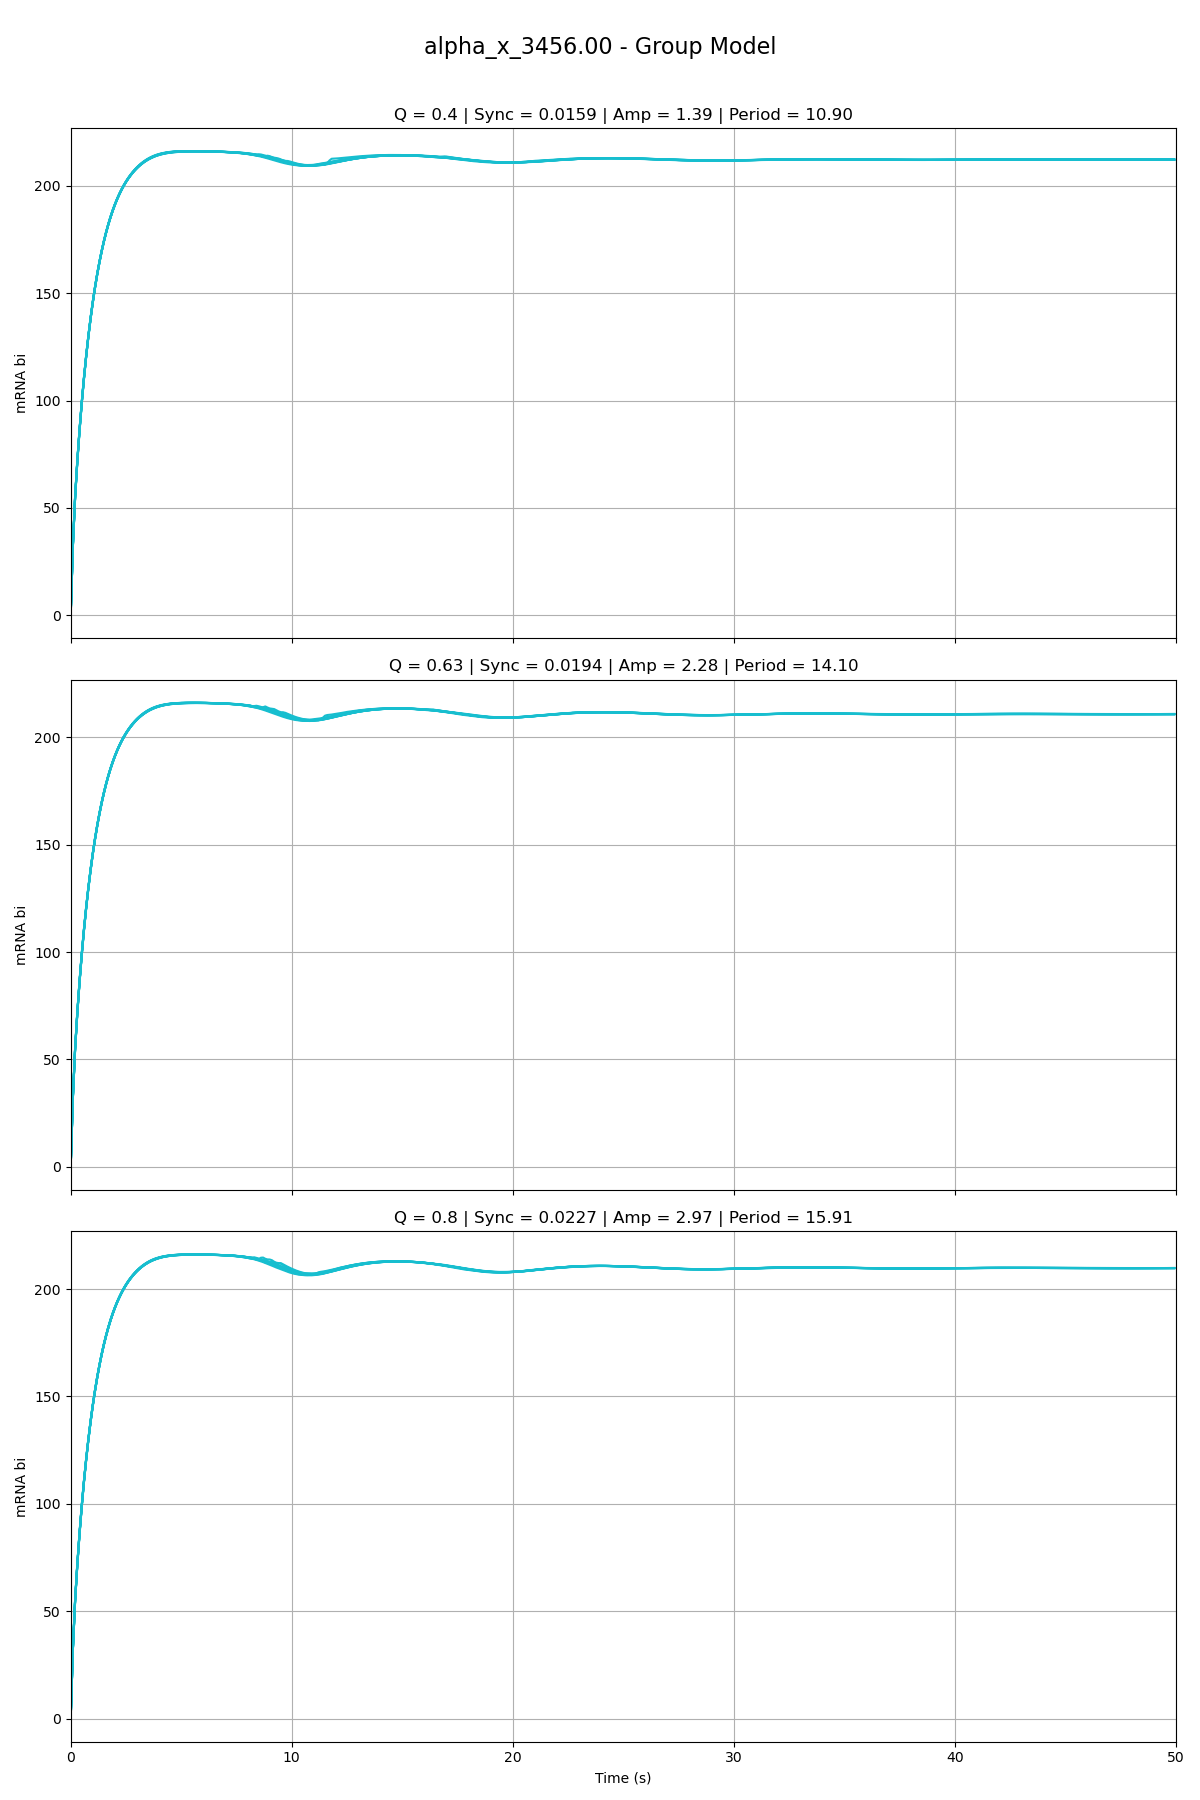 alpha_x_3456.00 - Group Model
Q = 0.4 | Sync = 0.0159 | Amp = 1.39 | Period = 10.90
200
150
100
50
0
mRNA bi
Q = 0.63 | Sync = 0.0194 | Amp = 2.28 | Period = 14.10
200
150
100
50
0
mRNA bi
Q = 0.8 | Sync = 0.0227 | Amp = 2.97 | Period = 15.91
200
150
100
50
0
mRNA bi
0 10 20 30 40 50
Time (s)